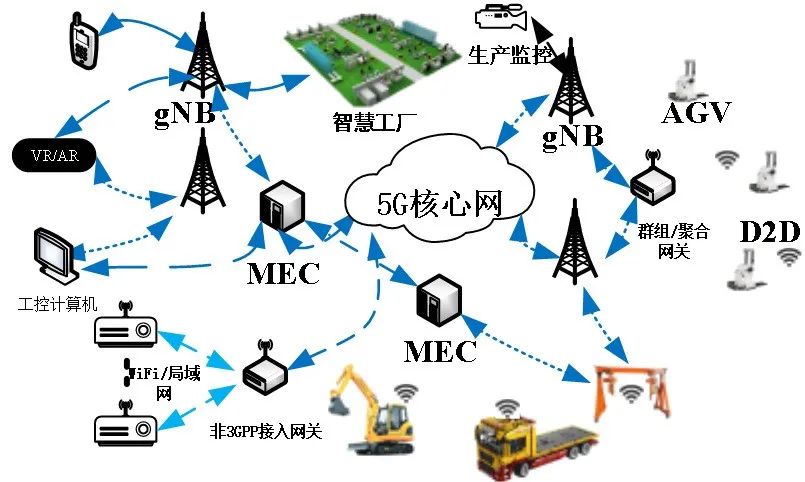 生产监控
gNB
智慧工厂
gNB
AGV
VR/AR
5G核心网
群组/聚合
网关
D2D
MEC
工控计算机
MEC
WiFi/局域
网
非3GPP接入网关